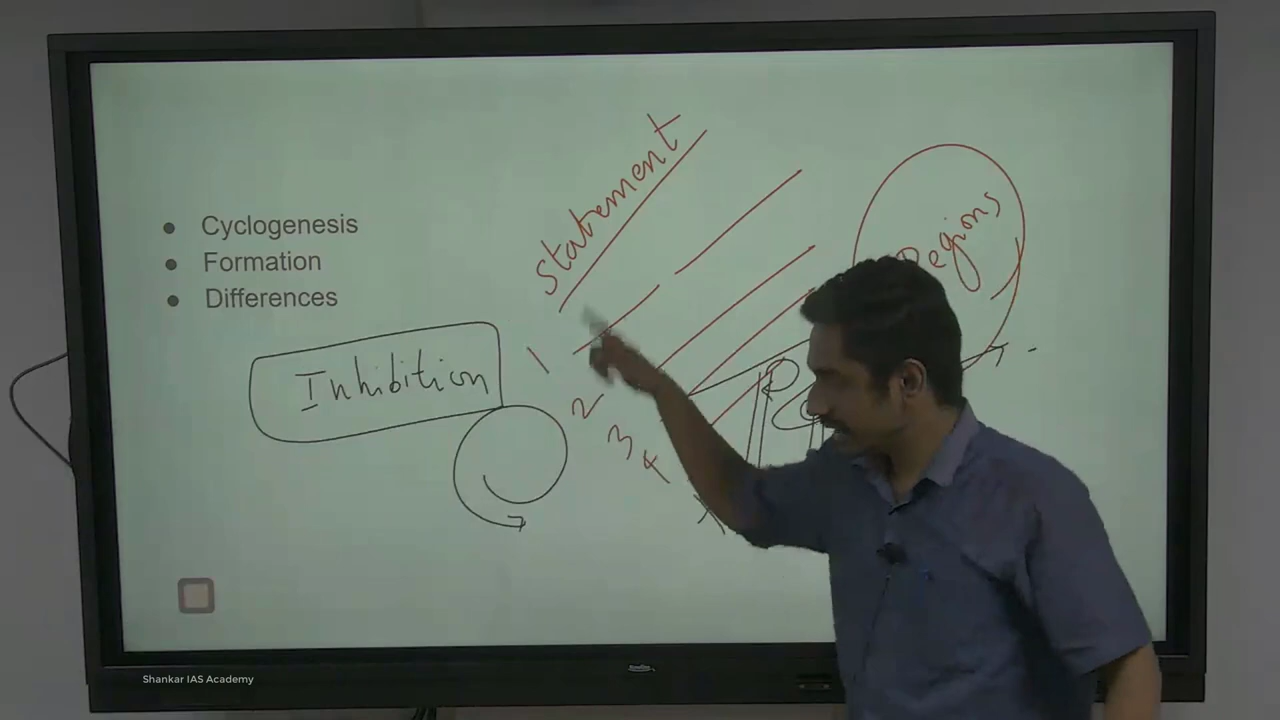 Statement
Regions
Cyclogenesis
Formation
Differences
Inhibition
1
2
3
4
Shankar IAS Academy